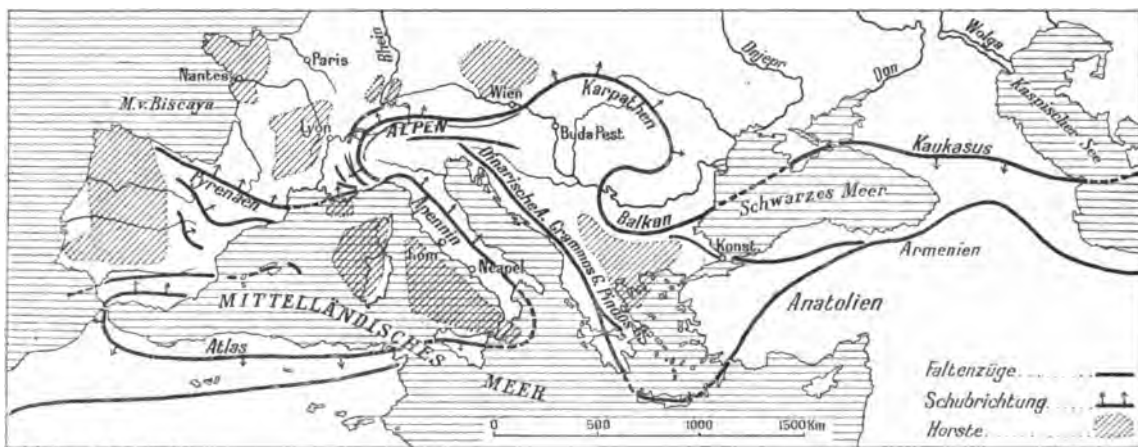 Nantes
Paris
Rhein
M.v.Biscaya
Lyon
Pyrenäen
ALPEN
Wien
Karpathen
Buda Pest
Dnjepr
Don
Wolga
Kaspischer See
Kaukasus
Schwarzes Meer
Balkan
Konst.
Armenien
Anatolien
Dinarische A.
Grammos G. Pindos Gs
Apennin
Rom
Neapel
MITTELLÄNDISCHES
MEER
Atlas
Faltenzüge
Schubrichtung
Horste
0 500 1000 1500 Km